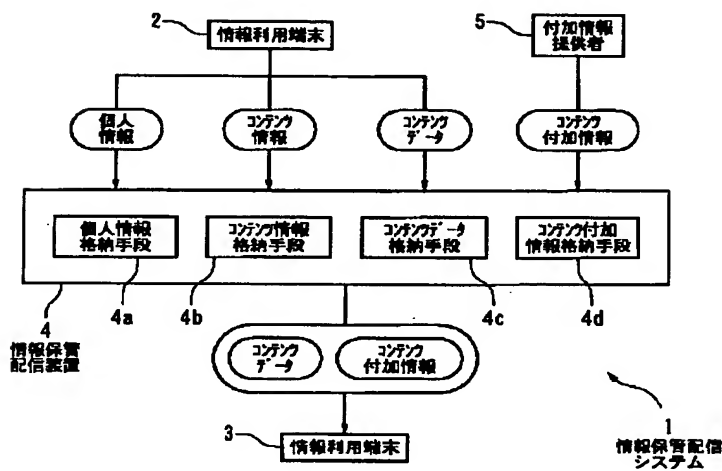 2
情報利用端末
5
付加情報
提供者
個人
情報
コンテンツ
情報
コンテンツ
データ
コンテンツ
付加情報
個人情報
格納手段
コンテンツ情報
格納手段
コンテンツデータ
格納手段
コンテンツ付加
情報格納手段
4
情報保管
配信装置
4a
4b
4c
4d
コンテンツ
データ
コンテンツ
付加情報
3
情報利用端末
1
情報保管配信
システム